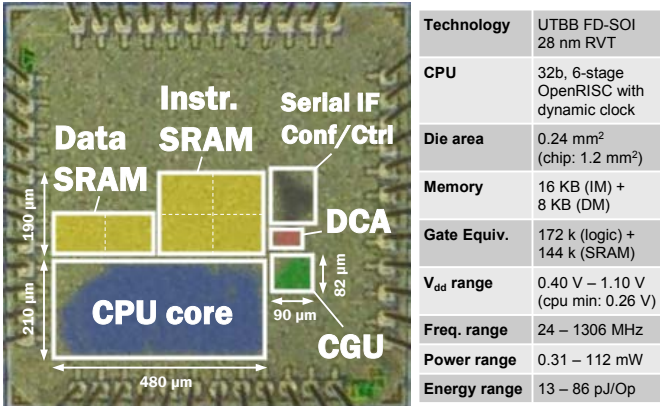 Instr.
SRAM
Serial IF
Conf/Ctrl
Data
SRAM
DCA
190 µm
210 µm
82 µm
90 µm
CPU core
CGU
480 µm
Technology UTBB FD-SOI
28 nm RVT
CPU 32b, 6-stage
OpenRISC with
dynamic clock
Die area 0.24 mm²
(chip: 1.2 mm²)
Memory 16 KB (IM) +
8 KB (DM)
Gate Equiv. 172 k (logic) +
144 k (SRAM)
Vdd range 0.40 V – 1.10 V
(cpu min: 0.26 V)
Freq. range 24 – 1306 MHz
Power range 0.31 – 112 mW
Energy range 13 – 86 pJ/Op